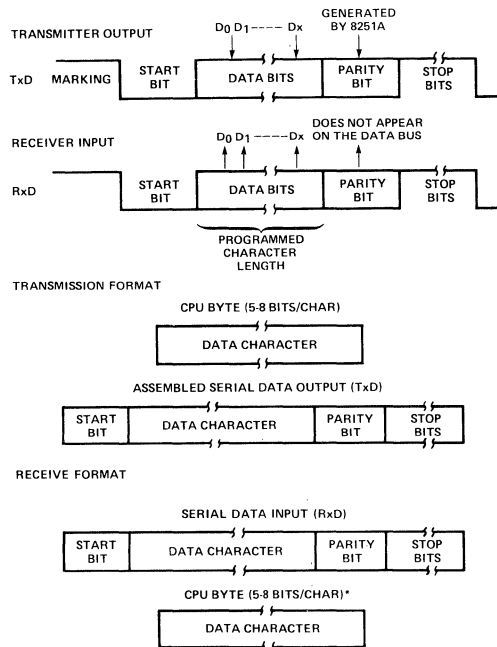 TRANSMITTER OUTPUT
D0 D1 ---- Dx
GENERATED
BY 8251A
TxD
MARKING
START
BIT
DATA BITS
PARITY
BIT
STOP
BITS
RECEIVER INPUT
D0 D1 ---- Dx
DOES NOT APPEAR
ON THE DATA BUS
RxD
START
BIT
DATA BITS
PARITY
BIT
STOP
BITS
PROGRAMMED
CHARACTER
LENGTH
TRANSMISSION FORMAT
CPU BYTE (5-8 BITS/CHAR)
DATA CHARACTER
ASSEMBLED SERIAL DATA OUTPUT (TxD)
START
BIT
DATA CHARACTER
PARITY
BIT
STOP
BITS
RECEIVE FORMAT
SERIAL DATA INPUT (RxD)
START
BIT
DATA CHARACTER
PARITY
BIT
STOP
BITS
CPU BYTE (5-8 BITS/CHAR)*
DATA CHARACTER